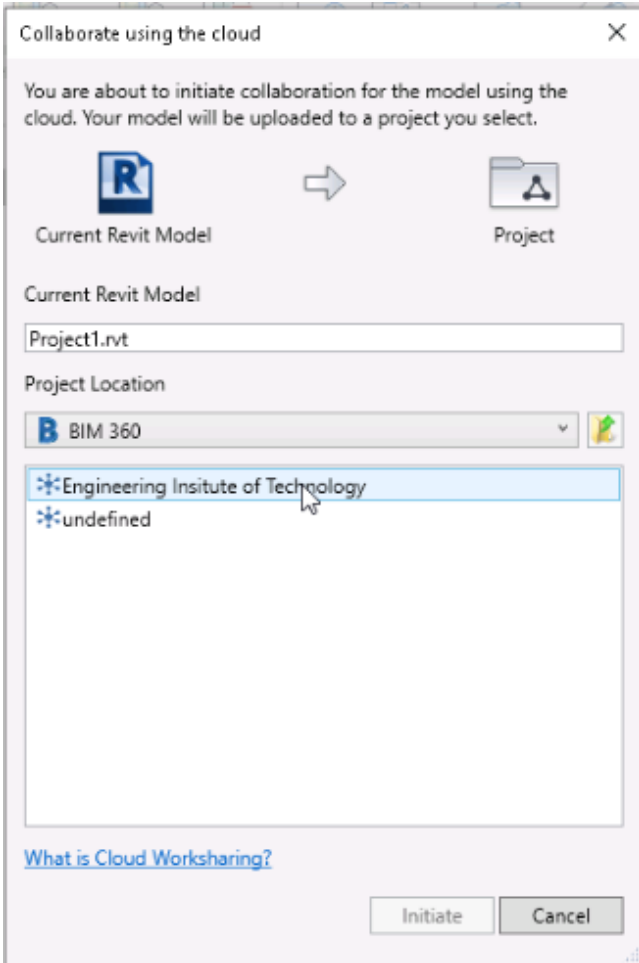 Collaborate using the cloud
You are about to initiate collaboration for the model using the
cloud. Your model will be uploaded to a project you select.
R
Current Revit Model
Project
Current Revit Model
Project1.rvt
Project Location
B BIM 360
Engineering Insitute of Technology
undefined
What is Cloud Worksharing?
Initiate
Cancel